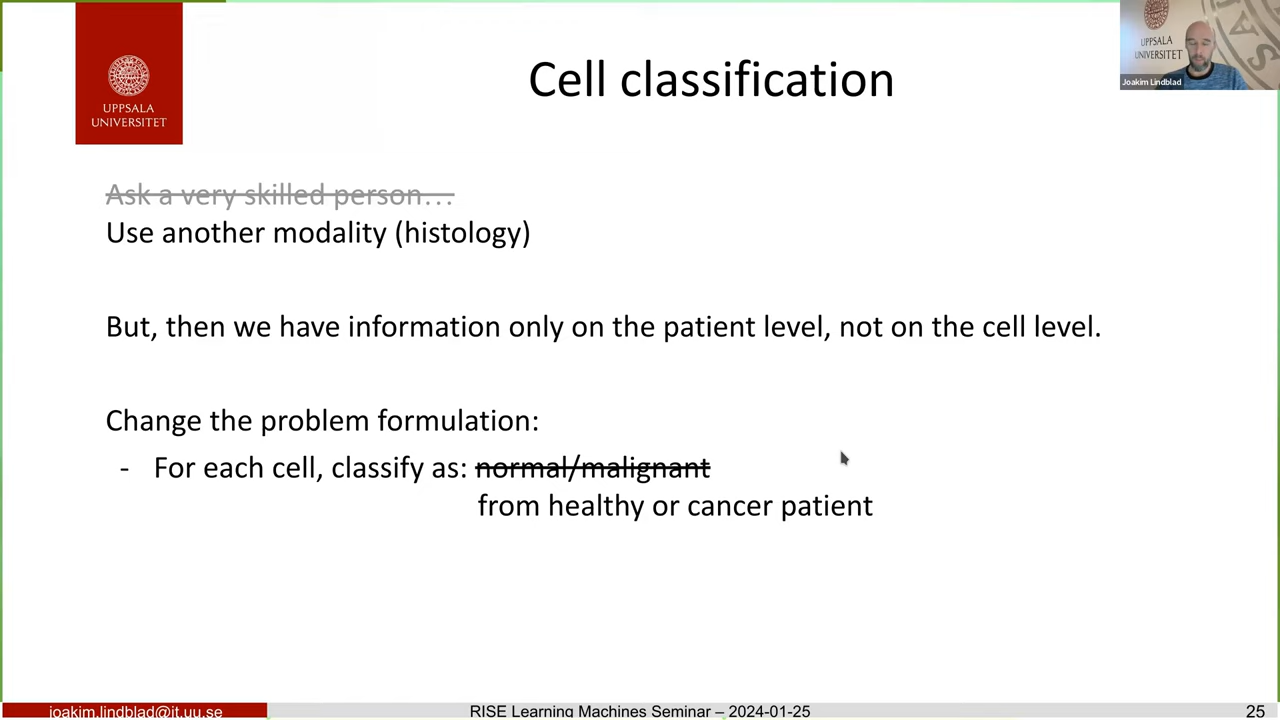 UPPSALA
UNIVERSITET
Cell classification
UPPSALA
UNIVERSITET
Joakim Lindblad
Ask a very skilled person...
Use another modality (histology)
But, then we have information only on the patient level, not on the cell level.
Change the problem formulation:
- For each cell, classify as: normal/malignant
from healthy or cancer patient
joakim.lindblad@it.uu.se
RISE Learning Machines Seminar – 2024-01-25
25